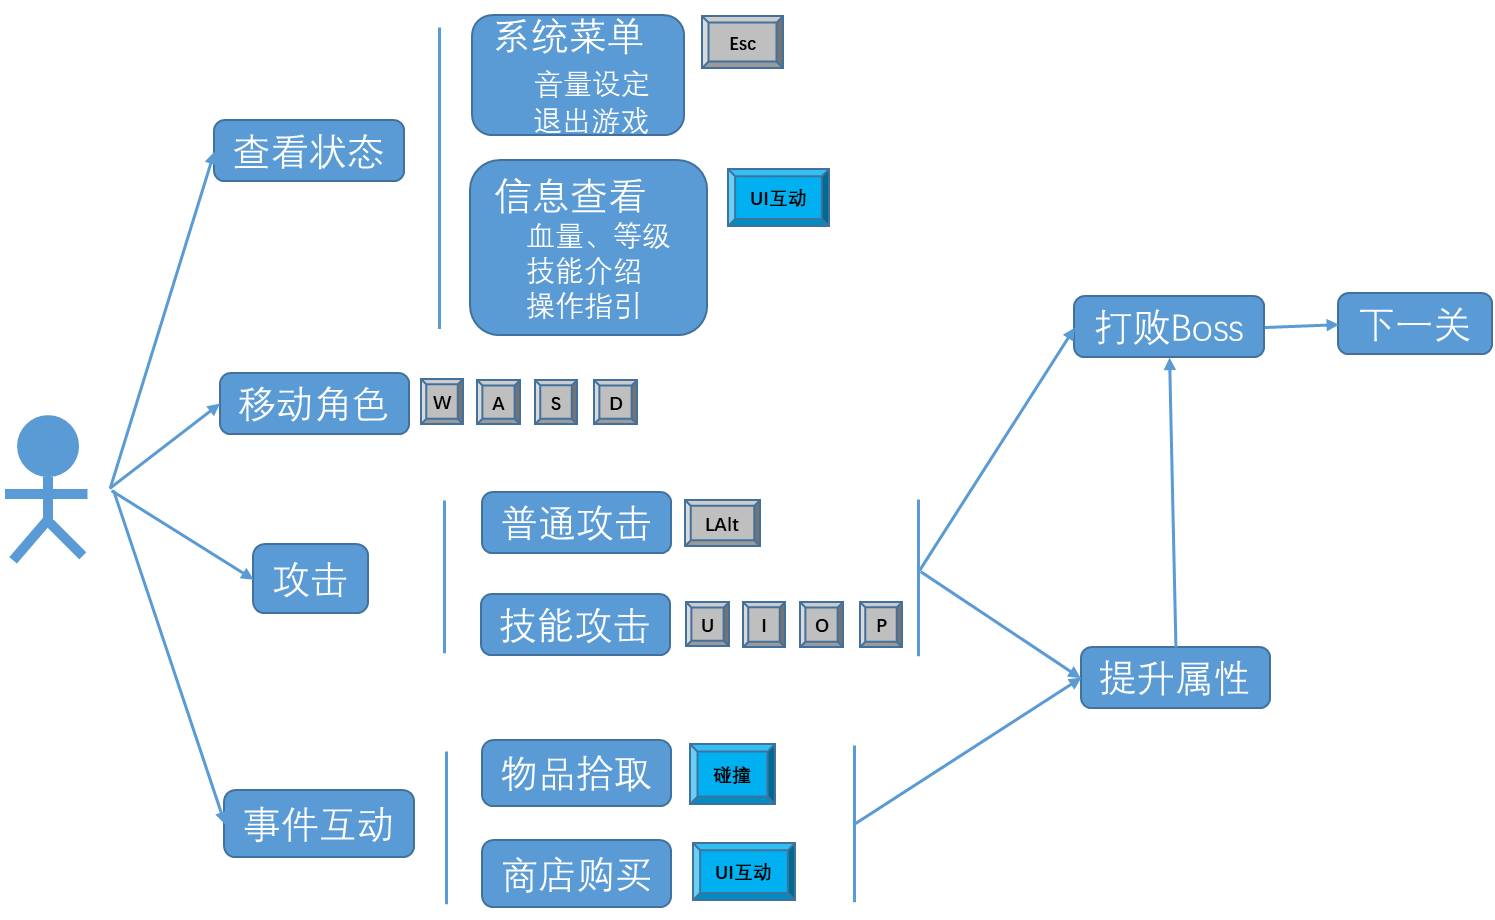 系统菜单
Esc
音量设定
退出游戏
查看状态
信息查看
UI互动
血量、等级
技能介绍
操作指引
打败Boss
下一关
移动角色
W
A
S
D
普通攻击
LAlt
攻击
技能攻击
U
I
O
P
提升属性
物品拾取
碰撞
事件互动
商店购买
UI互动